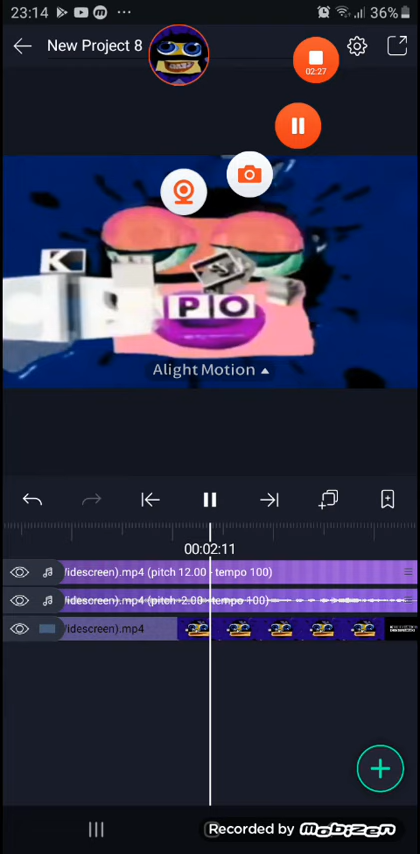 23:14
36%
New Project 8
02:27
K
P O
Alight Motion
00:02:11
/idescreen).mp4 (pitch 12.00 - tempo 100)
/idescreen).mp4 (pitch -2.00 - tempo 100)
/idescreen).mp4
Recorded by Mobizen